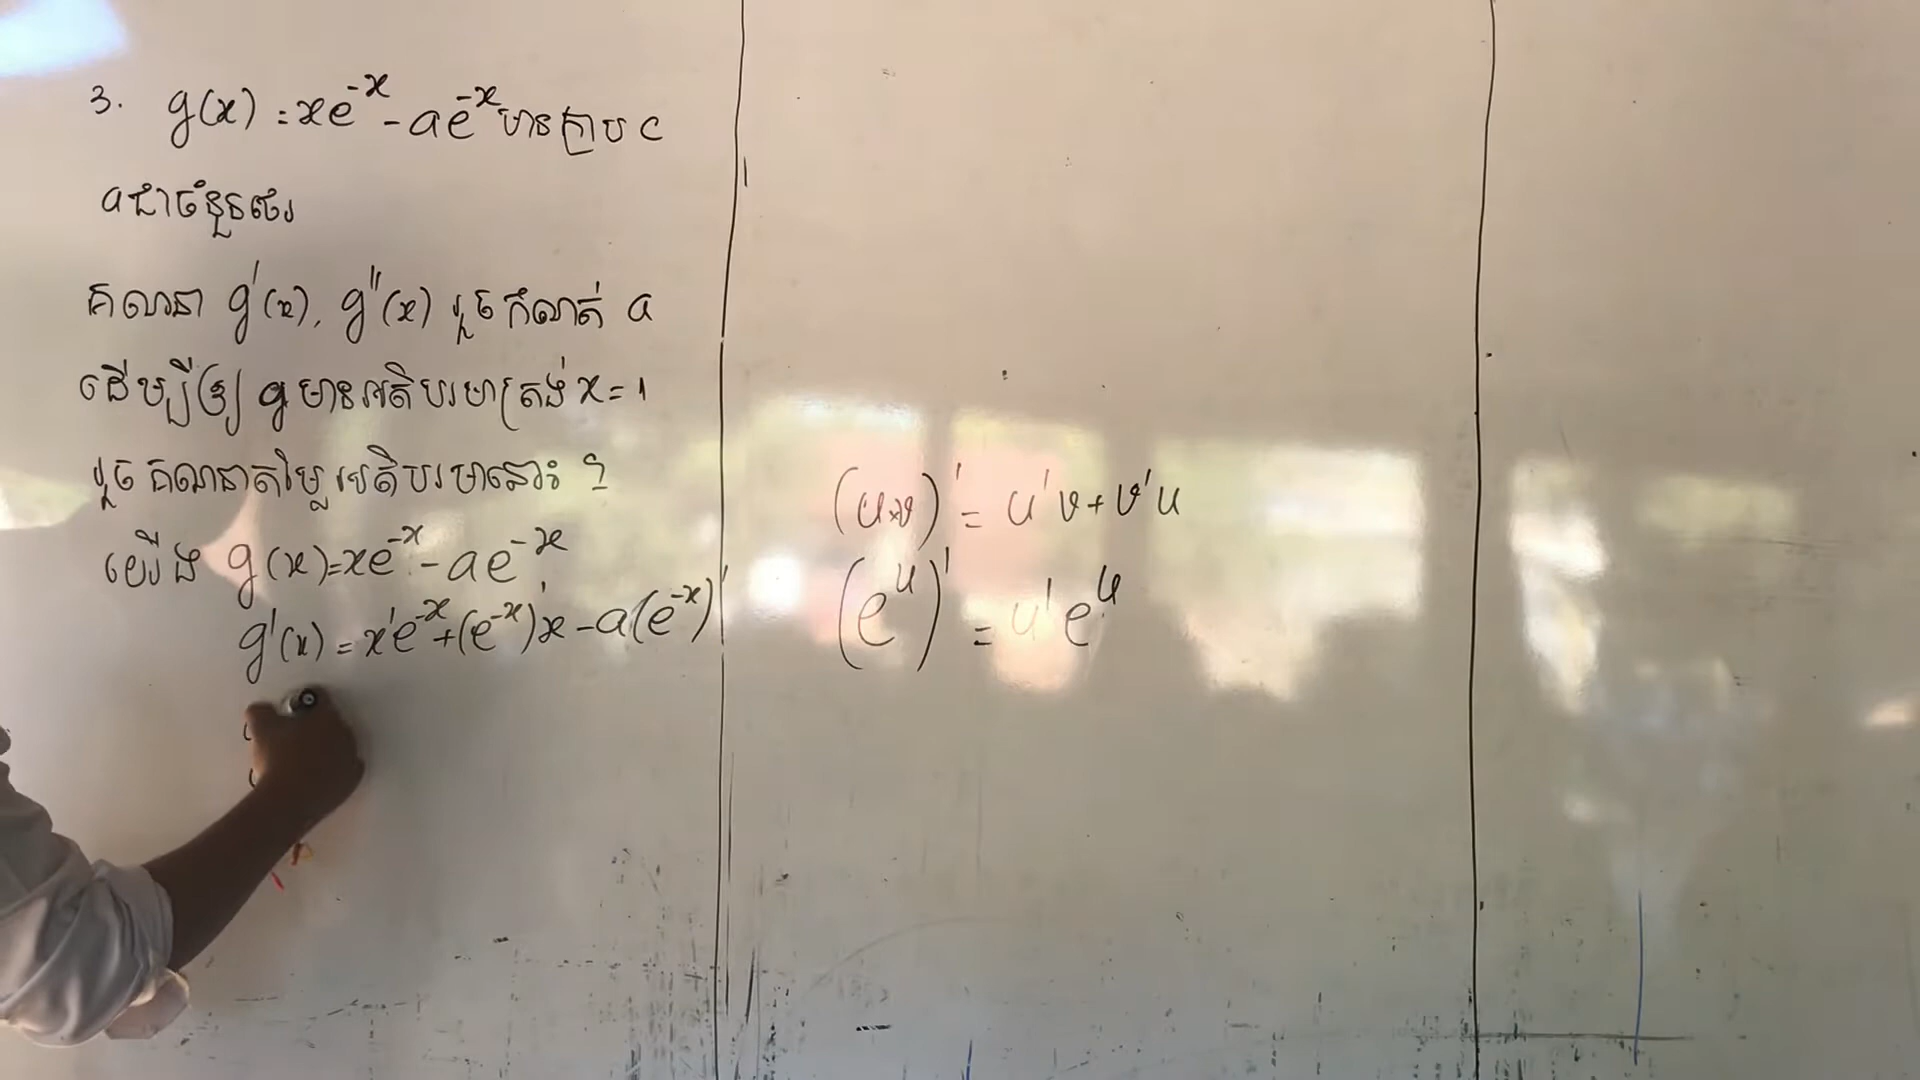 3. g(x) = xe^{-x} - ae^{-x} មានក្រាប C
a ជាចំនួនថេរ
គណនា g'(x), g''(x) រួចកំណត់ a
ដើម្បីឲ្យ g មានអតិបរមាត្រង់ x = 1
រួចគណនាតម្លៃអតិបរមានោះ ?
យើង g(x) = xe^{-x} - ae^{-x}
g'(x) = x'e^{-x} + (e^{-x})'x - a(e^{-x})'
(u×v)' = u'v + v'u
(e^u)' = u'e^u